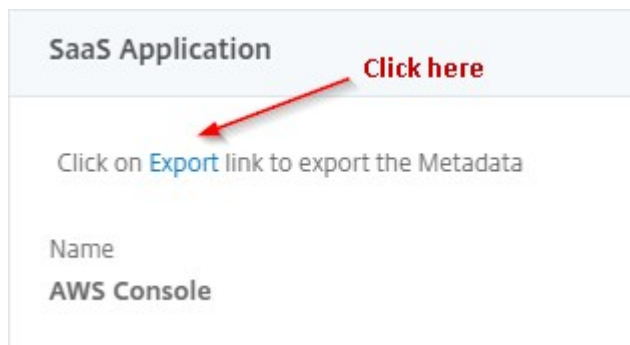 SaaS Application
Click here
Click on Export link to export the Metadata
Name
AWS Console